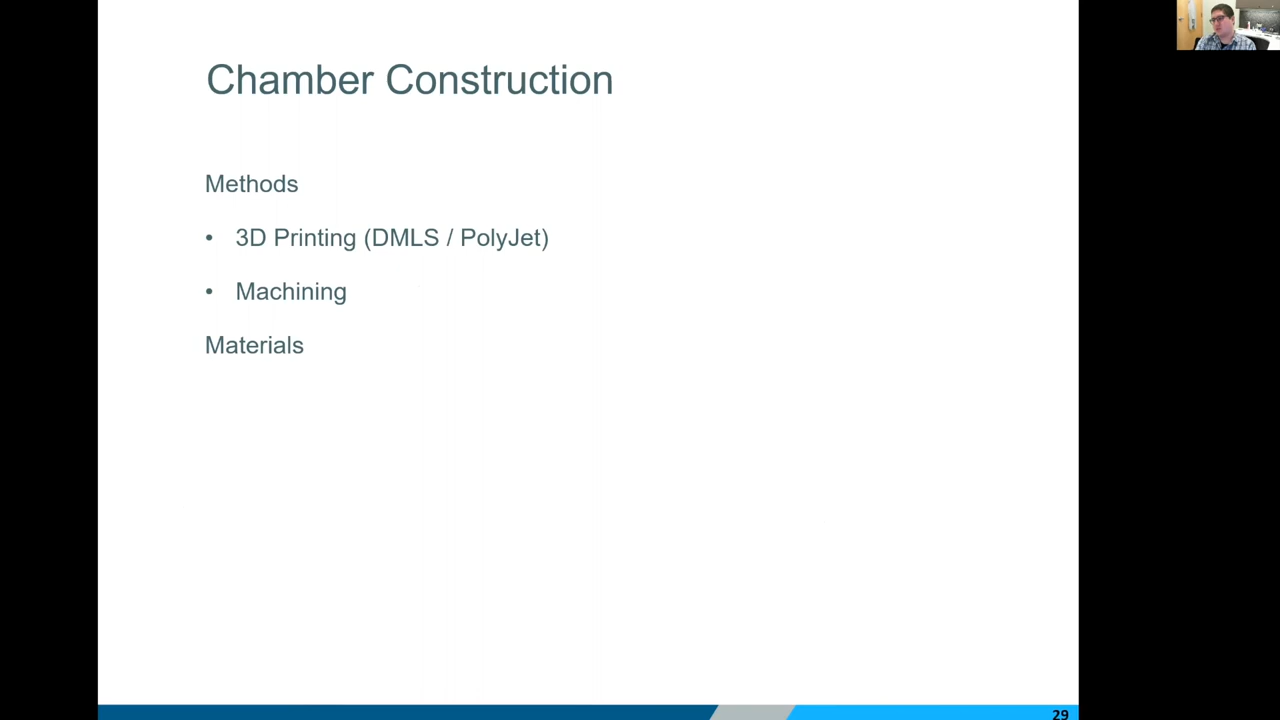 Chamber Construction
Methods
• 3D Printing (DMLS / PolyJet)
• Machining
Materials
29